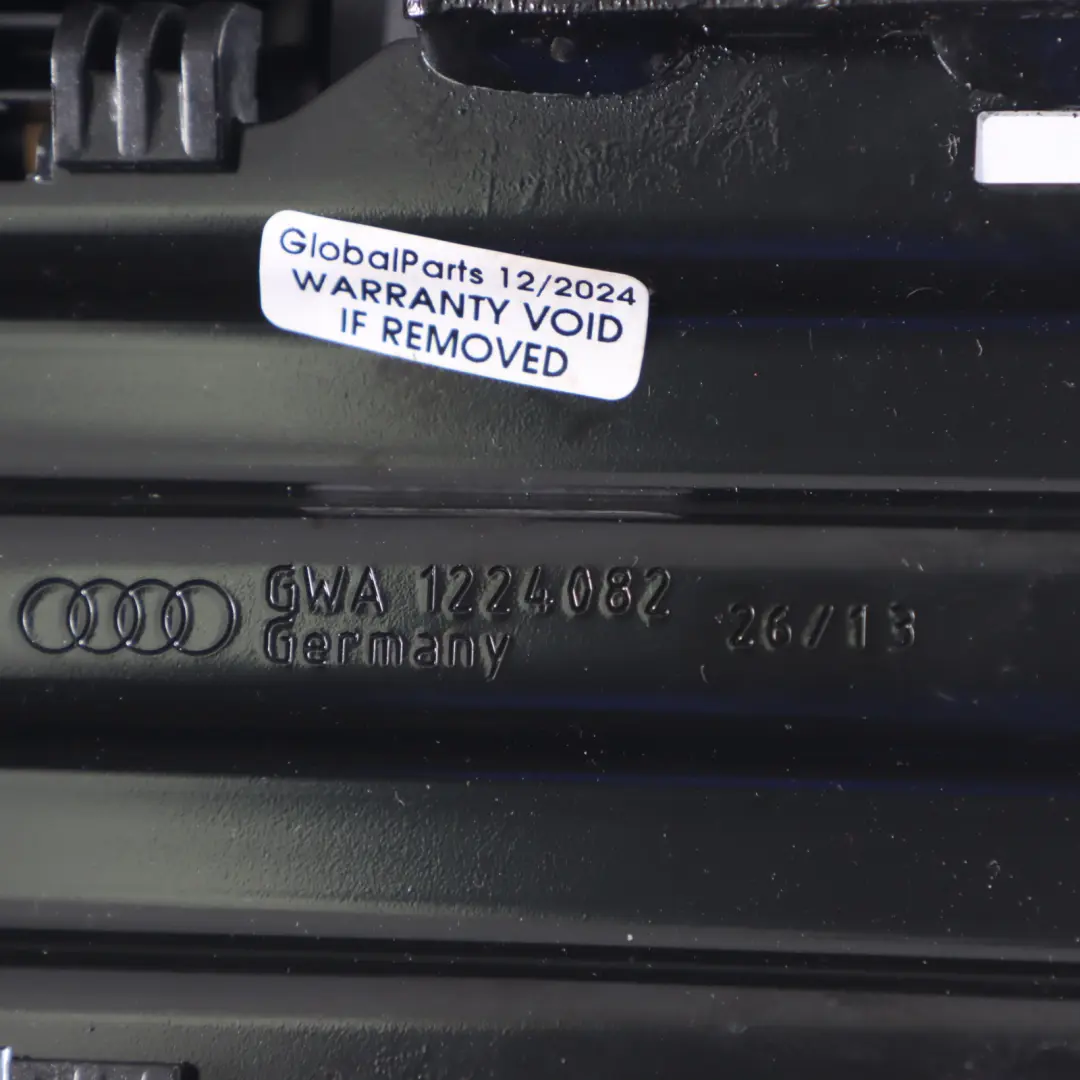 GlobalParts 12/2024
WARRANTY VOID
IF REMOVED
GWA 1224082
Germany
26/13